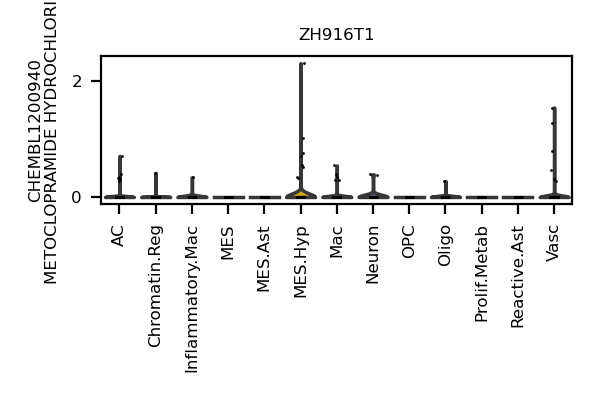 ZH916T1
CHEMBL1200940
METOCLOPRAMIDE HYDROCHLORI
2
0
AC
Chromatin.Reg
Inflammatory.Mac
MES
MES.Ast
MES.Hyp
Mac
Neuron
OPC
Oligo
Prolif.Metab
Reactive.Ast
Vasc